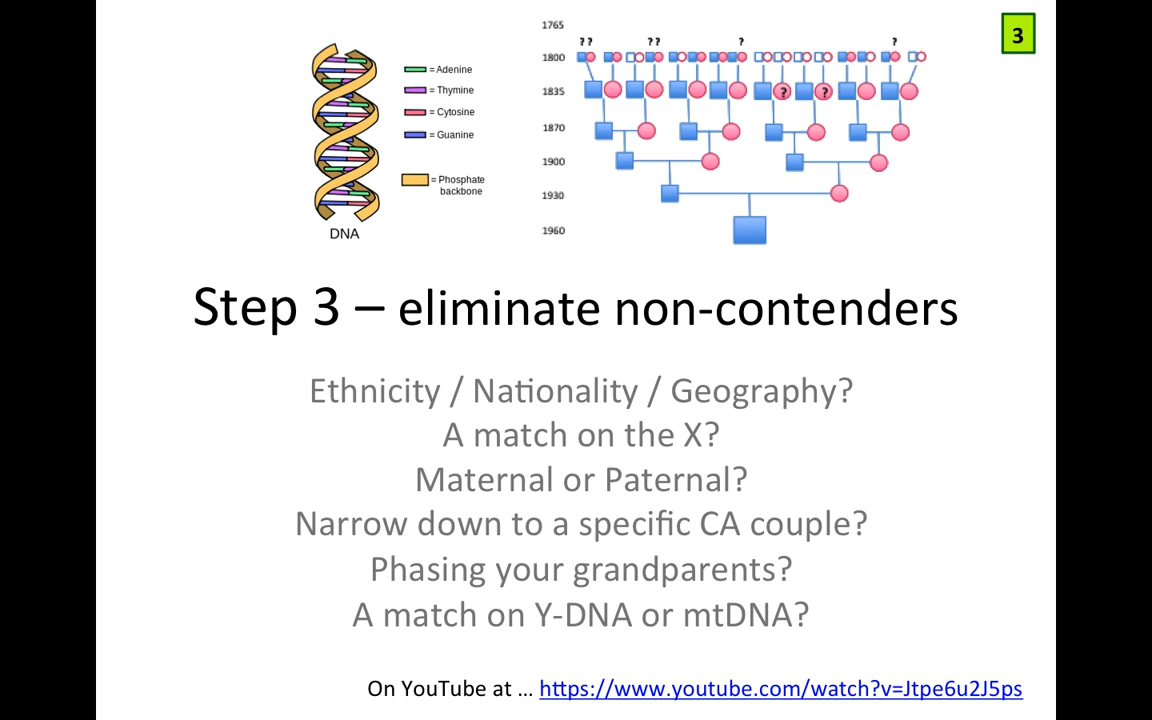 3
= Adenine
= Thymine
= Cytosine
= Guanine
= Phosphate
backbone
DNA
1765
? ? ? ? ? ?
1800
1835
? ?
1870
1900
1930
1960
Step 3 – eliminate non-contenders
Ethnicity / Nationality / Geography?
A match on the X?
Maternal or Paternal?
Narrow down to a specific CA couple?
Phasing your grandparents?
A match on Y-DNA or mtDNA?
On YouTube at ... https://www.youtube.com/watch?v=Jtpe6u2J5ps